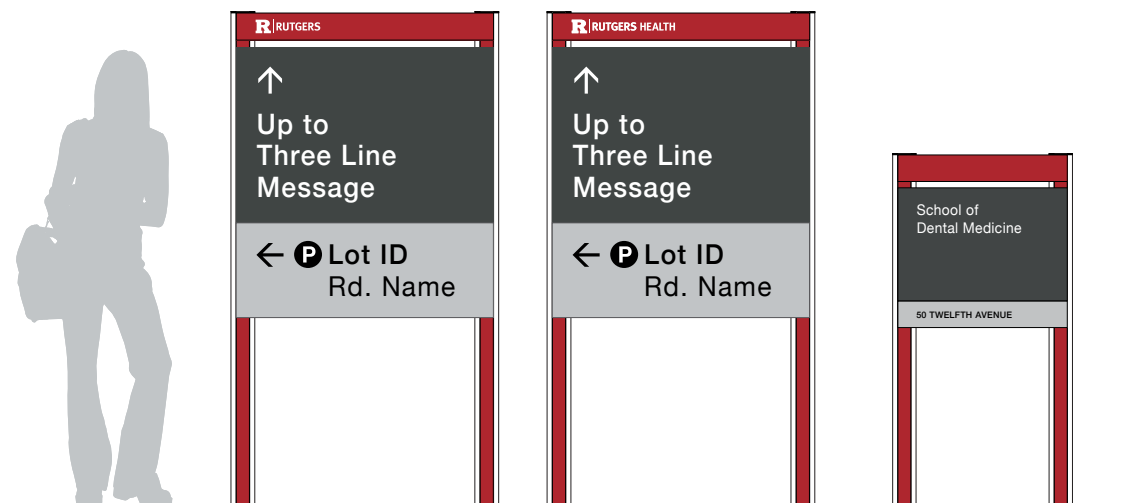 R RUTGERS
Up to
Three Line
Message
P Lot ID
Rd. Name
R RUTGERS HEALTH
Up to
Three Line
Message
P Lot ID
Rd. Name
School of
Dental Medicine
50 TWELFTH AVENUE